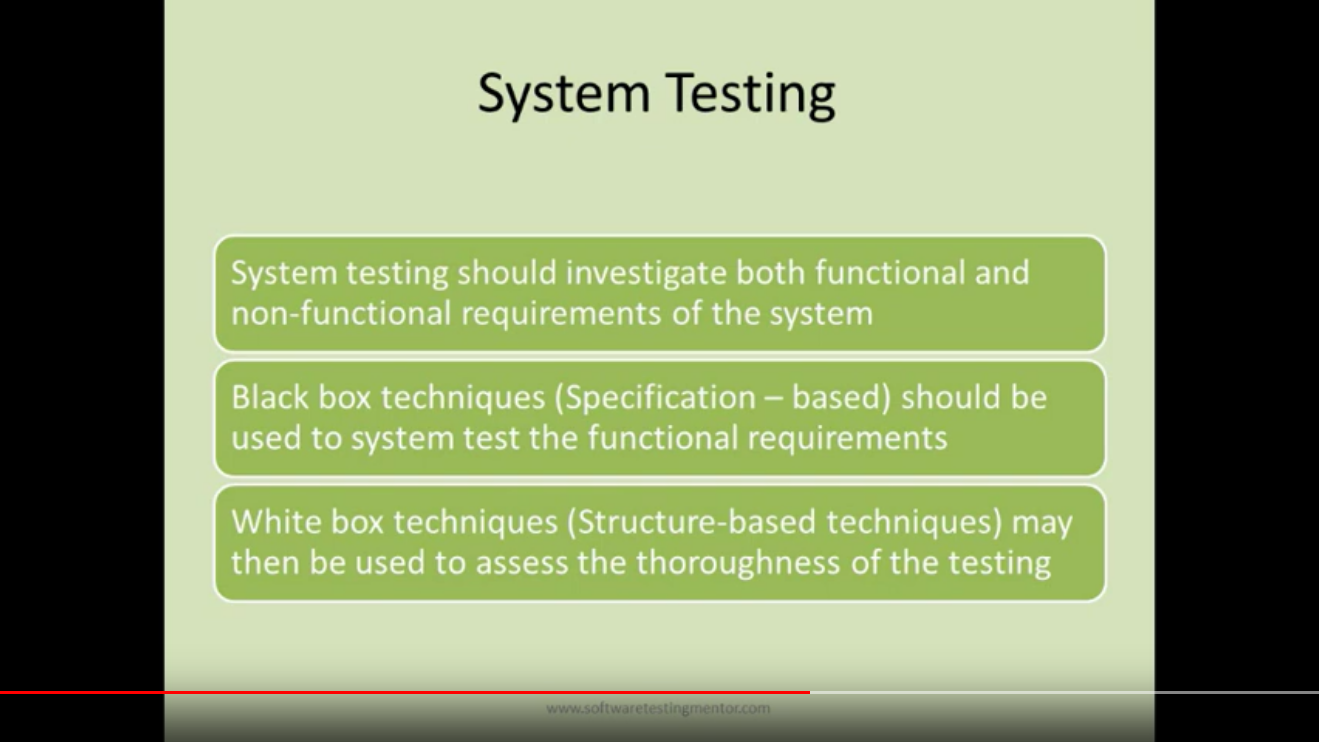 System Testing
System testing should investigate both functional and
non-functional requirements of the system
Black box techniques (Specification – based) should be
used to system test the functional requirements
White box techniques (Structure-based techniques) may
then be used to assess the thoroughness of the testing
www.softwaretestingmentor.com